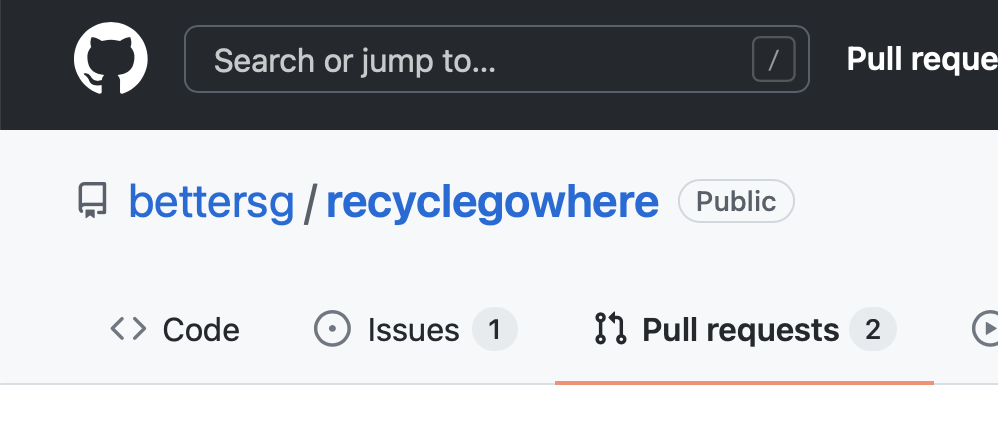 Search or jump to... / Pull reque
bettersg / recyclegowhere Public
Code Issues 1 Pull requests 2